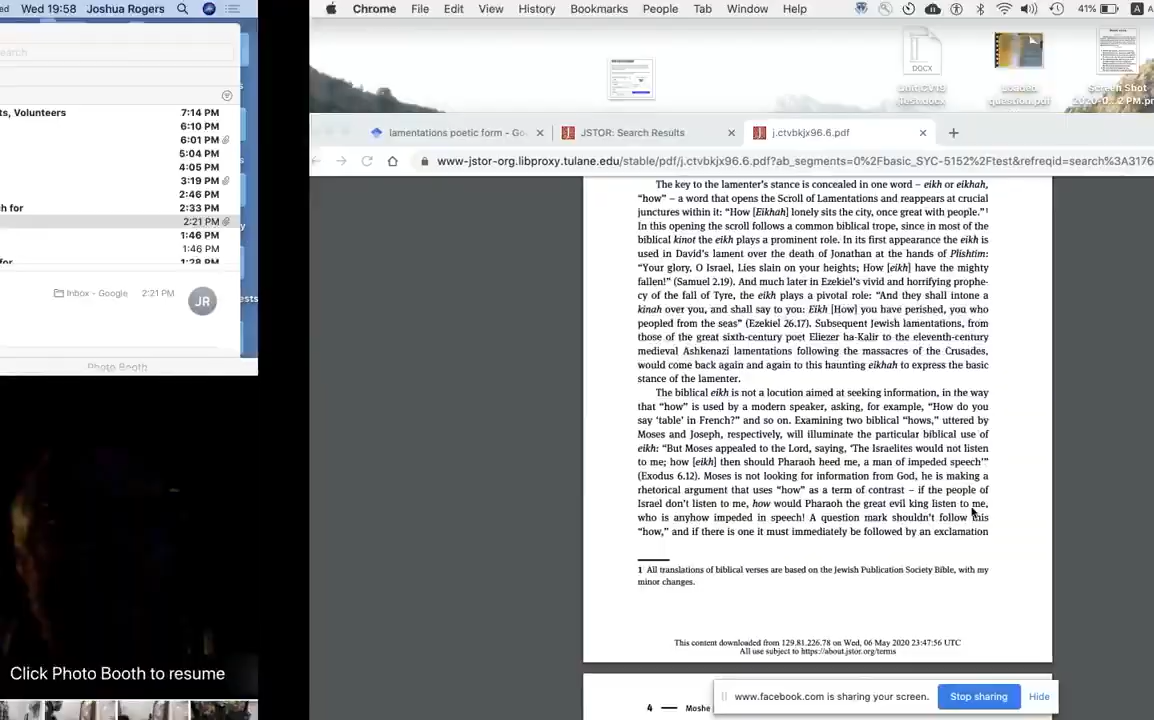 Wed 19:58 Joshua Rogers
ts, Volunteers 7:14 PM
6:10 PM
6:01 PM
5:04 PM
4:05 PM
3:19 PM
2:46 PM
h for 2:33 PM
2:21 PM
1:46 PM
1:46 PM
for 1:28 PM
Inbox - Google 2:21 PM JR
Photo Booth
Click Photo Booth to resume
Chrome File Edit View History Bookmarks People Tab Window Help 41%
DOCX
question.pdf
Screen Shot
2020-0...2 PM.pn
lamentations poetic form - Go
JSTOR: Search Results
j.ctvbkjx96.6.pdf
www-jstor-org.libproxy.tulane.edu/stable/pdf/j.ctvbkjx96.6.pdf?ab_segments=0%2Fbasic_SYC-5152%2Ftest&refreqid=search%3A3176
The key to the lamenter's stance is concealed in one word – eikh or eikhah,
"how" – a word that opens the Scroll of Lamentations and reappears at crucial
junctures within it: "How [Eikhah] lonely sits the city, once great with people."1
In this opening the scroll follows a common biblical trope, since in most of the
biblical kinot the eikh plays a prominent role. In its first appearance the eikh is
used in David's lament over the death of Jonathan at the hands of Plishtim:
"Your glory, O Israel, Lies slain on your heights; How [eikh] have the mighty
fallen!" (Samuel 2.19). And much later in Ezekiel's vivid and horrifying prophe-
cy of the fall of Tyre, the eikh plays a pivotal role: "And they shall intone a
kinah over you, and shall say to you: Eikh [How] you have perished, you who
peopled from the seas" (Ezekiel 26.17). Subsequent Jewish lamentations, from
those of the great sixth-century poet Eliezer ha-Kalir to the eleventh-century
medieval Ashkenazi lamentations following the massacres of the Crusades,
would come back again and again to this haunting eikhah to express the basic
stance of the lamenter.
The biblical eikh is not a locution aimed at seeking information, in the way
that "how" is used by a modern speaker, asking, for example, "How do you
say 'table' in French?" and so on. Examining two biblical "hows," uttered by
Moses and Joseph, respectively, will illuminate the particular biblical use of
eikh: "But Moses appealed to the Lord, saying, 'The Israelites would not listen
to me; how [eikh] then should Pharaoh heed me, a man of impeded speech'"
(Exodus 6.12). Moses is not looking for information from God, he is making a
rhetorical argument that uses "how" as a term of contrast – if the people of
Israel don't listen to me, how would Pharaoh the great evil king listen to me,
who is anyhow impeded in speech! A question mark shouldn't follow this
"how," and if there is one it must immediately be followed by an exclamation
1 All translations of biblical verses are based on the Jewish Publication Society Bible, with my
minor changes.
This content downloaded from 129.81.226.78 on Wed, 06 May 2020 23:47:56 UTC
All use subject to https://about.jstor.org/terms
4 — Moshe
www.facebook.com is sharing your screen. Stop sharing Hide